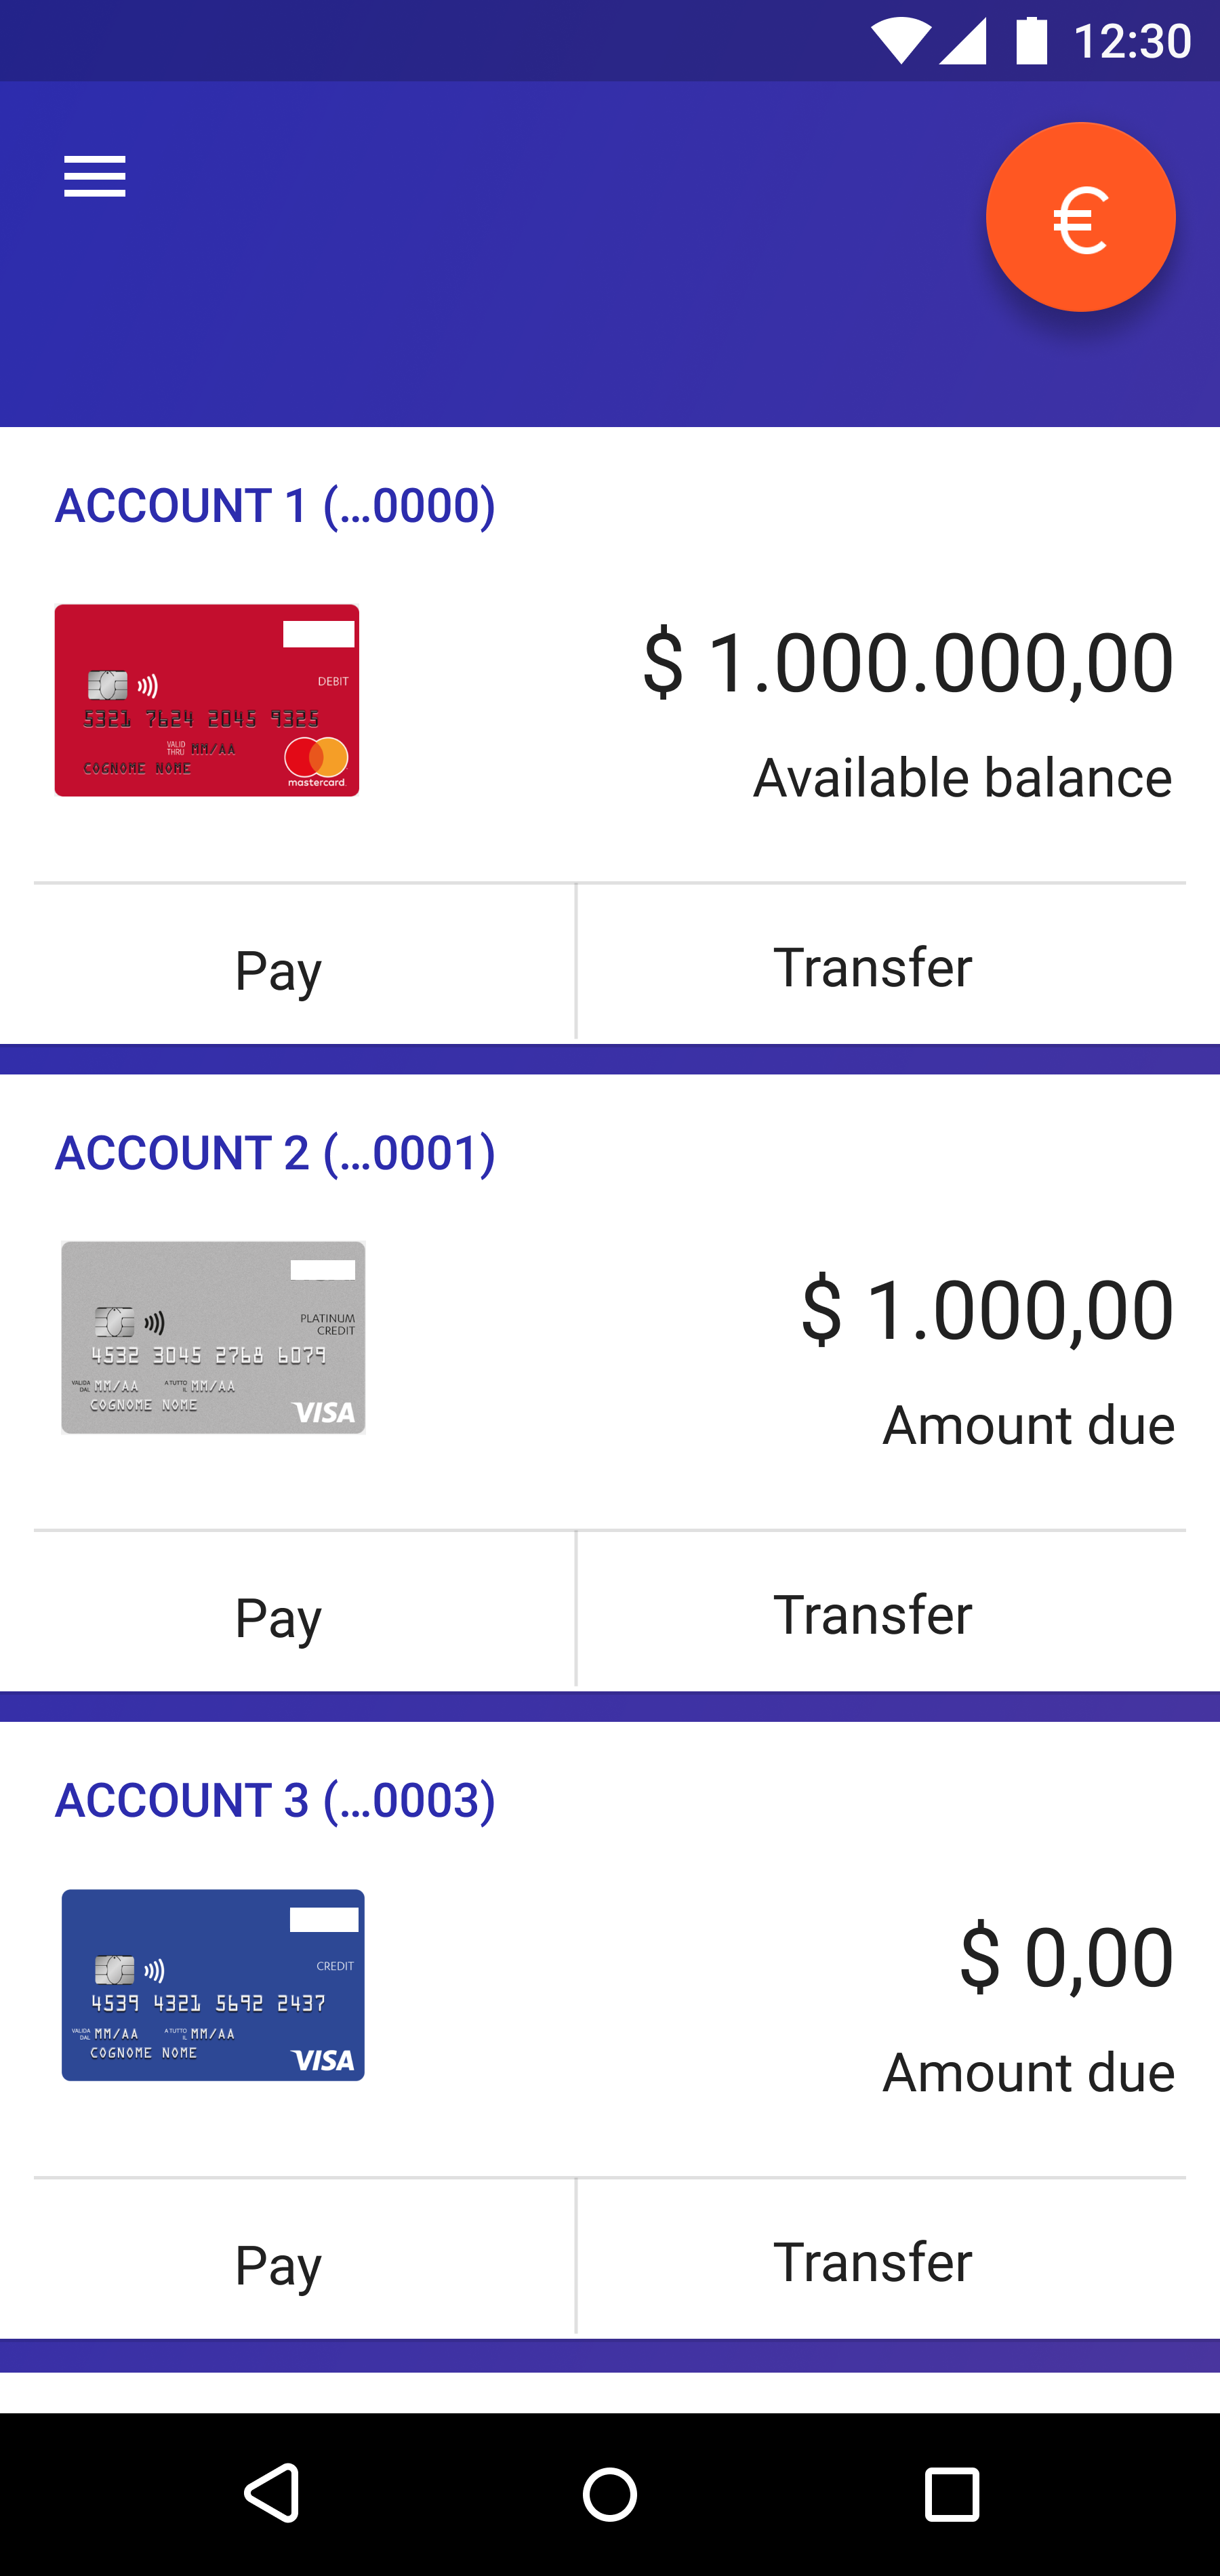 12:30
€
ACCOUNT 1 (...0000)
DEBIT
5321 7624 2045 9325
VALID THRU MM/AA
COGNOME NOME
mastercard.
$ 1.000.000,00
Available balance
Pay
Transfer
ACCOUNT 2 (...0001)
PLATINUM
CREDIT
4532 3045 2768 6079
VALIDA DAL MM/AA A TUTTO IL MM/AA
COGNOME NOME
VISA
$ 1.000,00
Amount due
Pay
Transfer
ACCOUNT 3 (...0003)
CREDIT
4539 4321 5692 2437
VALIDA DAL MM/AA A TUTTO IL MM/AA
COGNOME NOME
VISA
$ 0,00
Amount due
Pay
Transfer